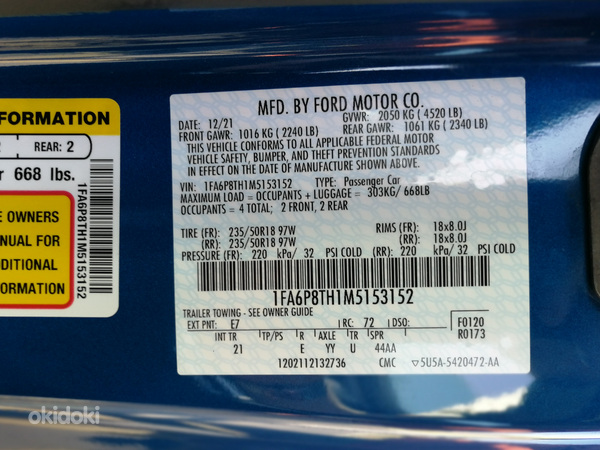 FORMATION
REAR: 2
r 668 lbs.
E OWNERS
NUAL FOR
DITIONAL
ORMATION
1FA6P8TH1M5153152
MFD. BY FORD MOTOR CO.
DATE: 12/21 GVWR: 2050 KG ( 4520 LB)
FRONT GAWR: 1016 KG ( 2240 LB) REAR GAWR: 1061 KG ( 2340 LB)
THIS VEHICLE CONFORMS TO ALL APPLICABLE FEDERAL MOTOR
VEHICLE SAFETY, BUMPER, AND THEFT PREVENTION STANDARDS
IN EFFECT ON THE DATE OF MANUFACTURE SHOWN ABOVE.
VIN: 1FA6P8TH1M5153152 TYPE: Passenger Car
MAXIMUM LOAD = OCCUPANTS + LUGGAGE = 303KG/ 668LB
OCCUPANTS = 4 TOTAL; 2 FRONT, 2 REAR
TIRE (FR): 235/50R18 97W RIMS (FR): 18x8.0J
(RR): 235/50R18 97W (RR): 18x8.0J
PRESSURE (FR): 220 kPa/ 32 PSI COLD (RR): 220 kPa/ 32 PSI COLD
1FA6P8TH1M5153152
TRAILER TOWING - SEE OWNER GUIDE
EXT PNT: E7 RC: 72 DSO: F0120
INT TR TP/PS R AXLE TR SPR R0173
21 E YY U 44AA
1202112132736 CMC ▽5U5A-5420472-AA
okidoki